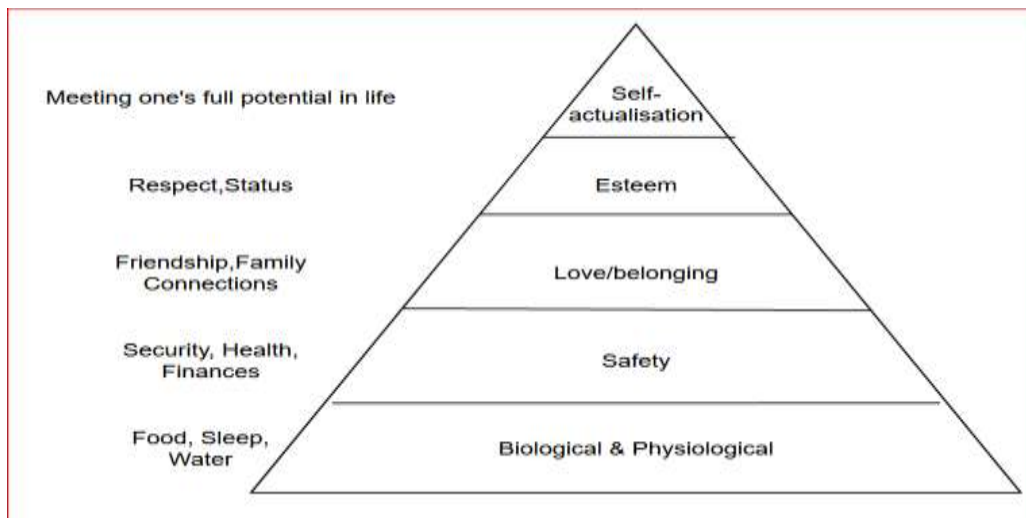 Meeting one's full potential in life
Self-
actualisation
Respect,Status
Esteem
Friendship,Family
Connections
Love/belonging
Security, Health,
Finances
Safety
Food, Sleep,
Water
Biological & Physiological